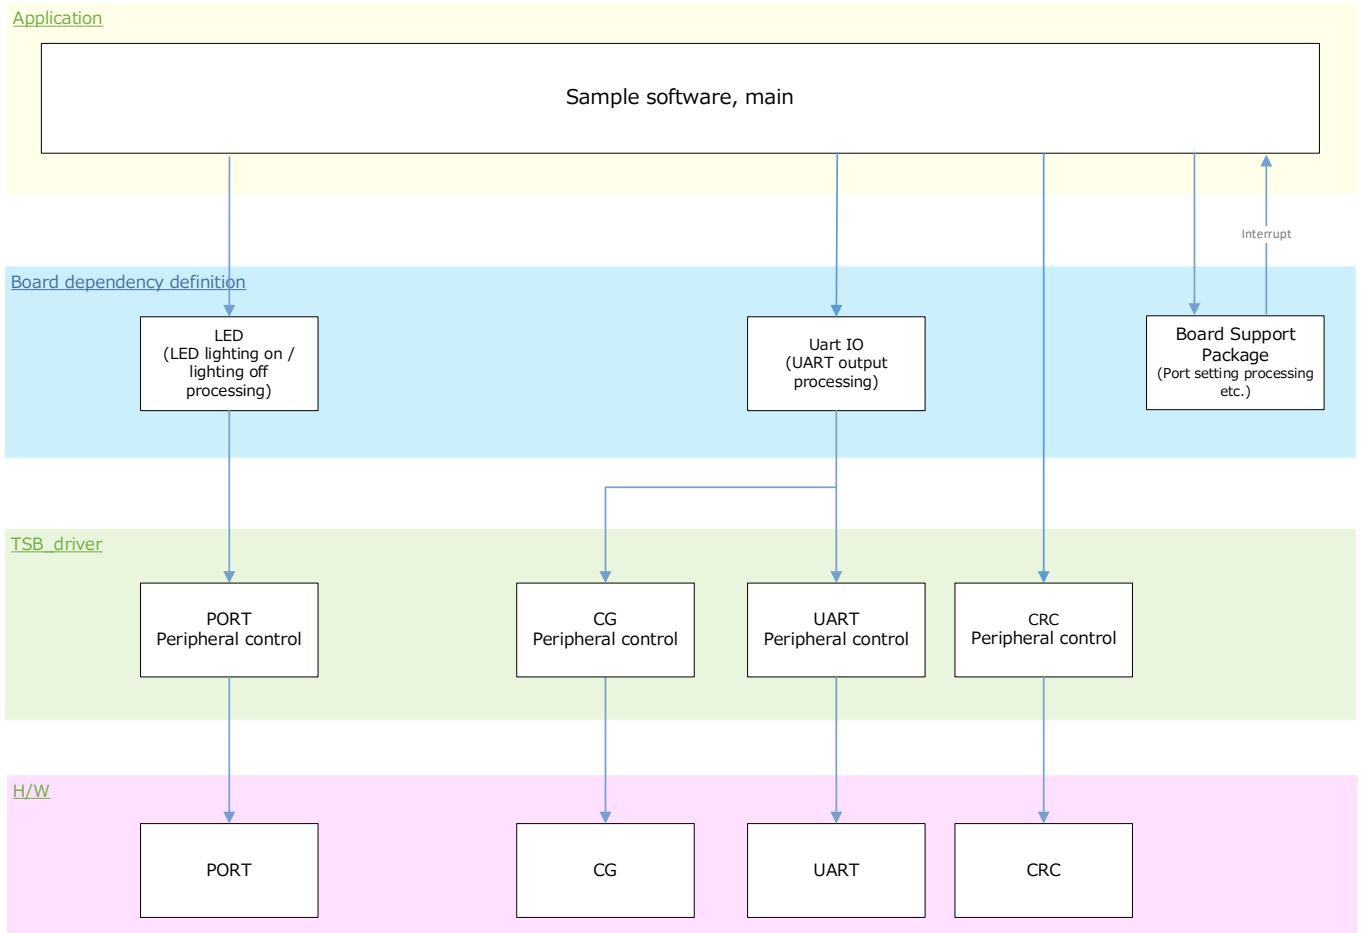 Application
Sample software, main
Interrupt
Board dependency definition
LED
(LED lighting on /
lighting off
processing)
Uart IO
(UART output
processing)
Board Support
Package
(Port setting processing
etc.)
TSB_driver
PORT
Peripheral control
CG
Peripheral control
UART
Peripheral control
CRC
Peripheral control
H/W
PORT
CG
UART
CRC